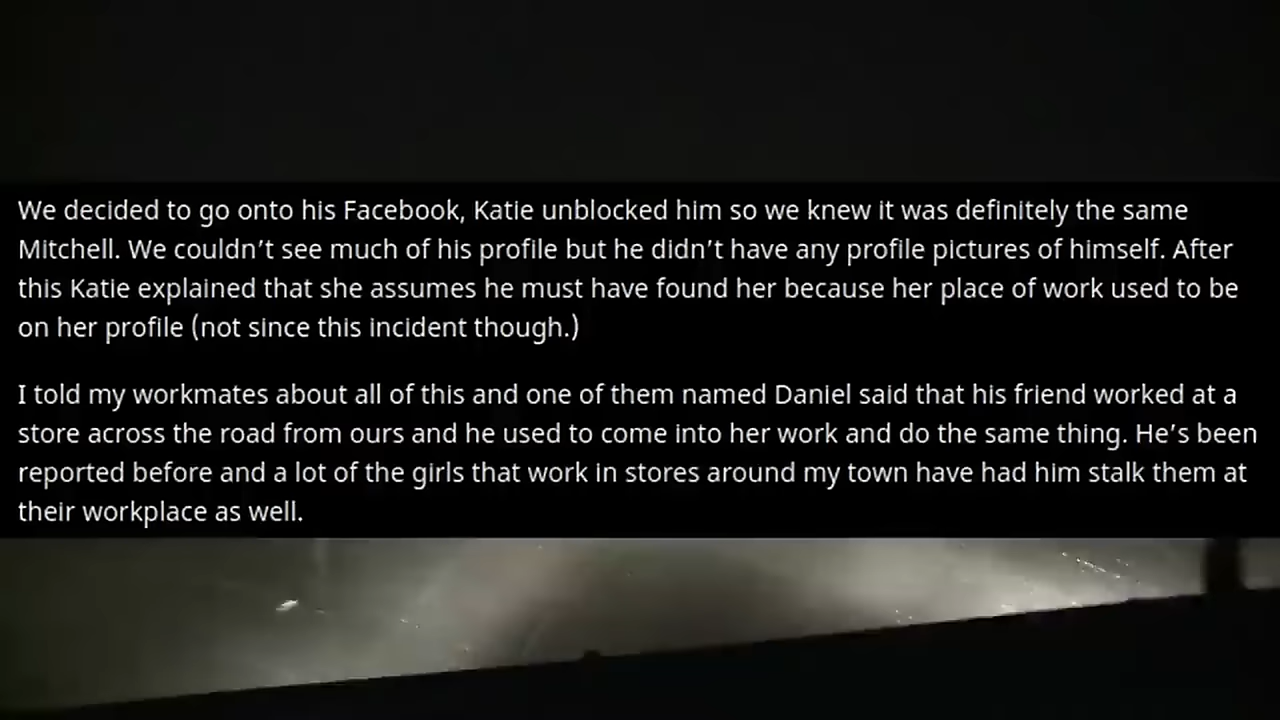 We decided to go onto his Facebook, Katie unblocked him so we knew it was definitely the same
Mitchell. We couldn’t see much of his profile but he didn’t have any profile pictures of himself. After
this Katie explained that she assumes he must have found her because her place of work used to be
on her profile (not since this incident though.)
I told my workmates about all of this and one of them named Daniel said that his friend worked at a
store across the road from ours and he used to come into her work and do the same thing. He’s been
reported before and a lot of the girls that work in stores around my town have had him stalk them at
their workplace as well.